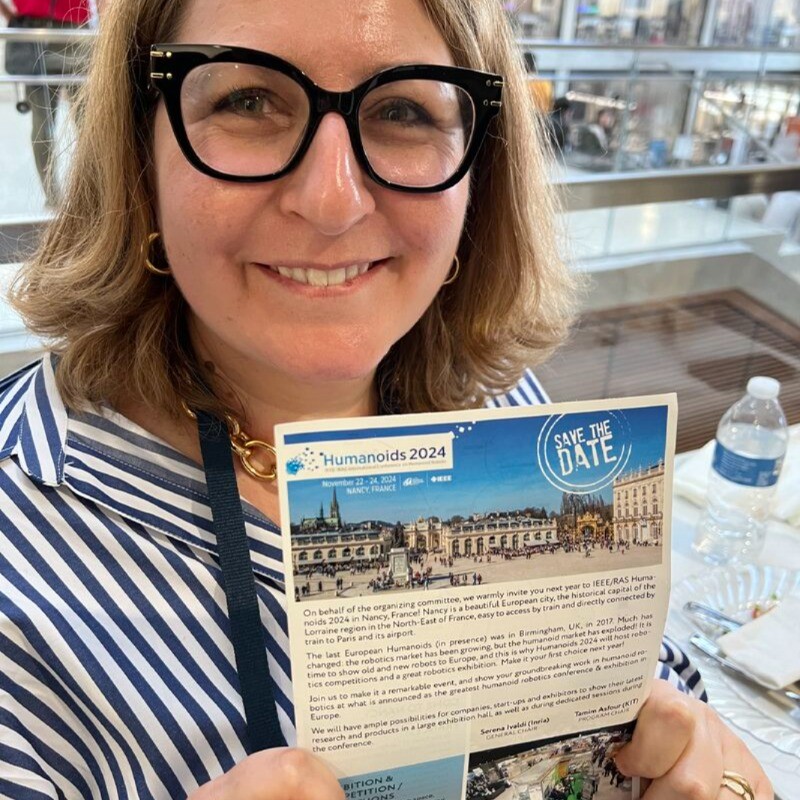 Humanoids 2024
SAVE THE
DATE
November 22 - 24, 2024
IEEE
NANCY, FRANCE
On behalf of the organizing committee, we warmly invite you next year to IEEE/RAS Huma-
noids 2024 in Nancy, France! Nancy is a beautiful European city, the historical capital of the
Lorraine region in the North-East of France, easy to access by train and directly connected by
train to Paris and its airport.
The last European Humanoids (in presence) was in Birmingham, UK, in 2017. Much has
changed: the robotics market has been growing, but the humanoid market has exploded! It is
time to show old and new robots to Europe, and this is why Humanoids 2024 will host robo-
tics competitions and a great robotics exhibition. Make it your first choice next year!
Join us to make it a remarkable event, and show your groundbreaking work in humanoid ro-
botics at what is announced as the greatest humanoid robotics conference & exhibition in
Europe.
We will have ample possibilities for companies, start-ups and exhibitors to show their latest
research and products in a large exhibition hall, as well as during dedicated sessions during
the conference.
Serena Ivaldi (Inria)
GENERAL CHAIR
Tamim Asfour (KIT)
PROGRAM CHAIR
BITION &
PETITION /
IONS